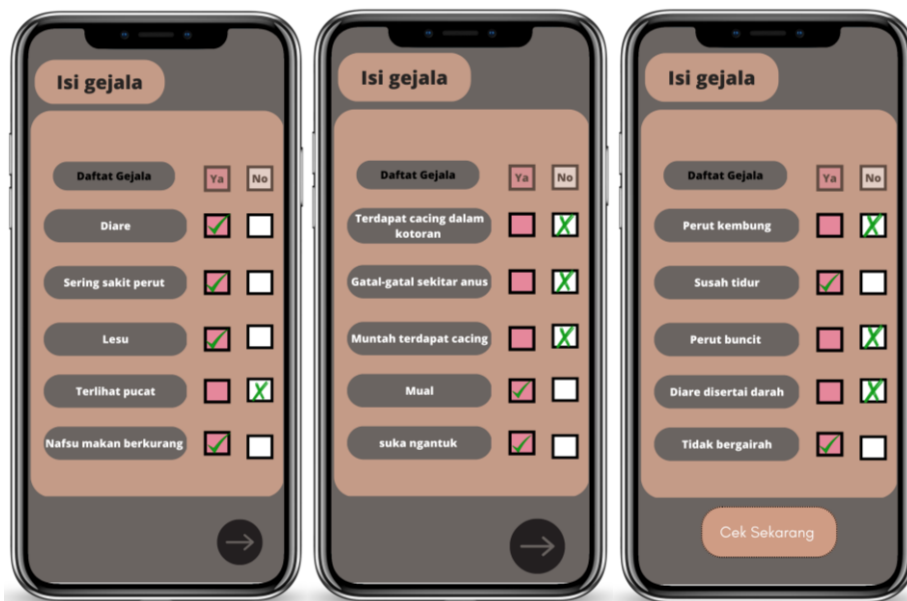 Isi gejala
Daftat Gejala
Ya
No
Diare
Sering sakit perut
Lesu
Terlihat pucat
Nafsu makan berkurang
Isi gejala
Daftat Gejala
Ya
No
Terdapat cacing dalam
kotoran
Gatal-gatal sekitar anus
Muntah terdapat cacing
Mual
suka ngantuk
Isi gejala
Daftat Gejala
Ya
No
Perut kembung
Susah tidur
Perut buncit
Diare disertai darah
Tidak bergairah
Cek Sekarang